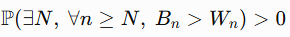 ℙ(∃N, ∀n ≥ N, Bₙ > Wₙ) > 0